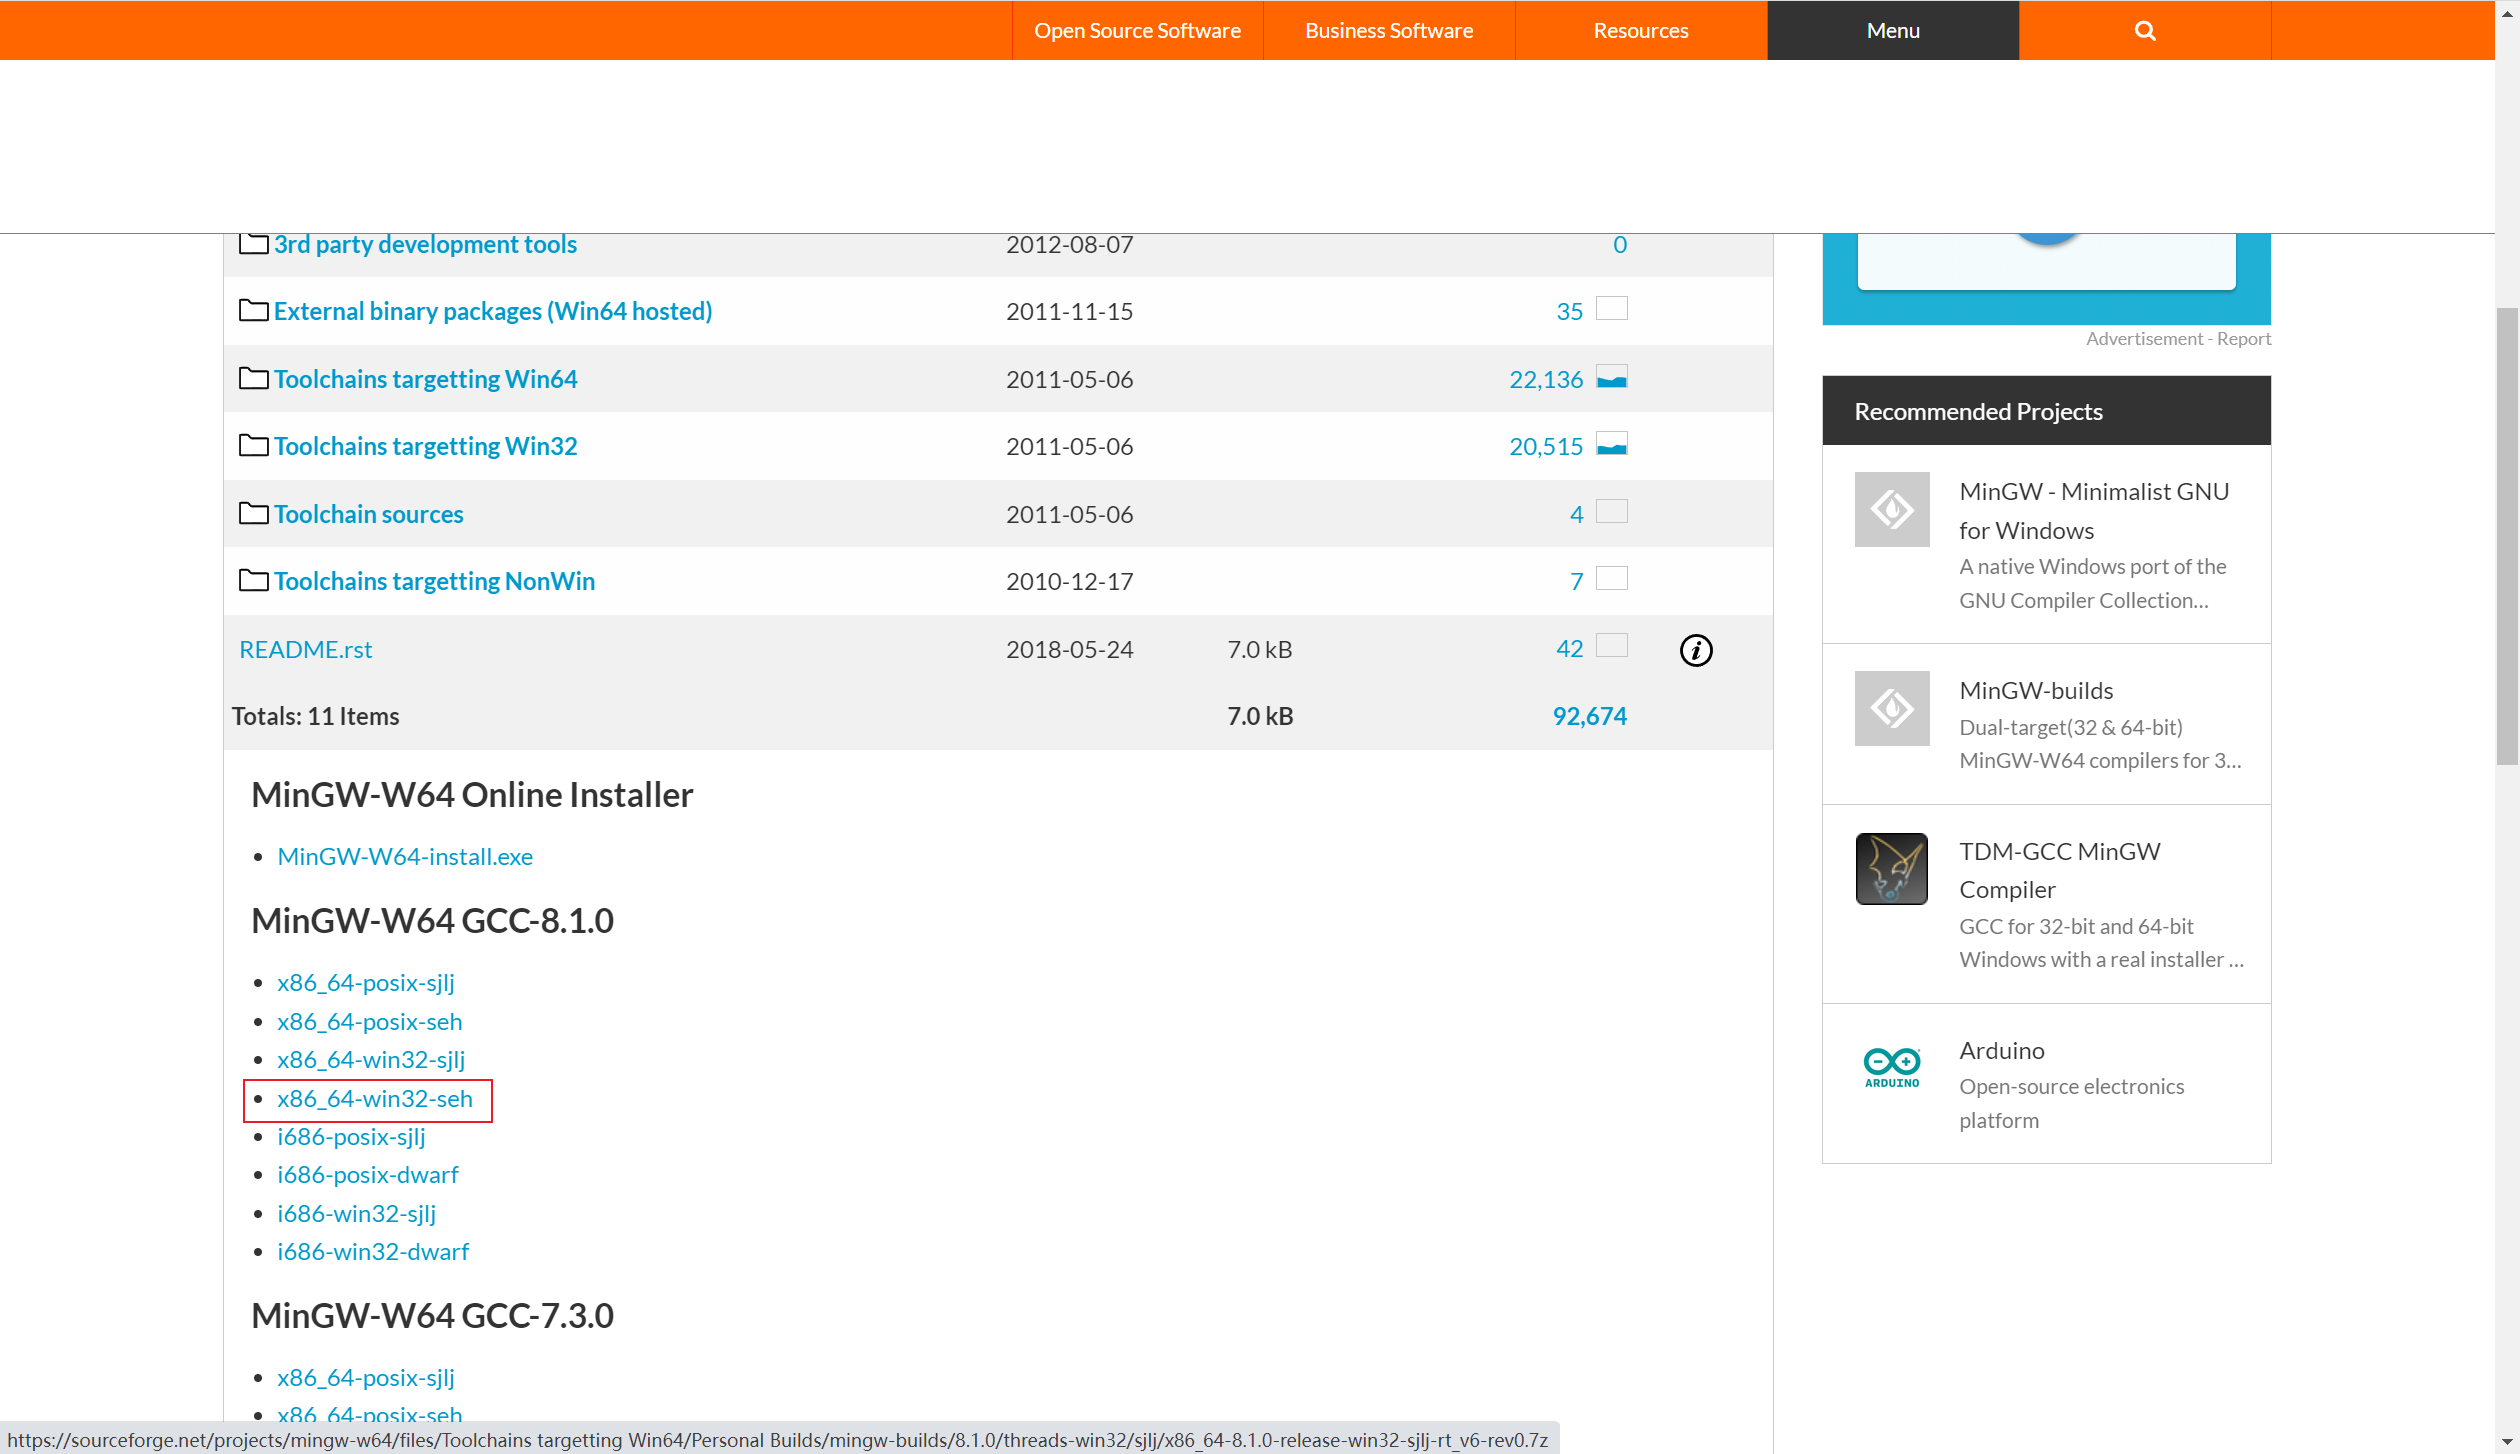 Open Source Software
Business Software
Resources
Menu
3rd party development tools 2012-08-07 0
External binary packages (Win64 hosted) 2011-11-15 35
Toolchains targetting Win64 2011-05-06 22,136
Toolchains targetting Win32 2011-05-06 20,515
Toolchain sources 2011-05-06 4
Toolchains targetting NonWin 2010-12-17 7
README.rst 2018-05-24 7.0 kB 42
Totals: 11 Items 7.0 kB 92,674
MinGW-W64 Online Installer
MinGW-W64-install.exe
MinGW-W64 GCC-8.1.0
x86_64-posix-sjlj
x86_64-posix-seh
x86_64-win32-sjlj
x86_64-win32-seh
i686-posix-sjlj
i686-posix-dwarf
i686-win32-sjlj
i686-win32-dwarf
MinGW-W64 GCC-7.3.0
x86_64-posix-sjlj
x86_64-posix-seh
Advertisement - Report
Recommended Projects
MinGW - Minimalist GNU
for Windows
A native Windows port of the
GNU Compiler Collection...
MinGW-builds
Dual-target(32 & 64-bit)
MinGW-W64 compilers for 3...
TDM-GCC MinGW
Compiler
GCC for 32-bit and 64-bit
Windows with a real installer ...
ARDUINO
Arduino
Open-source electronics
platform
https://sourceforge.net/projects/mingw-w64/files/Toolchains targetting Win64/Personal Builds/mingw-builds/8.1.0/threads-win32/sjlj/x86_64-8.1.0-release-win32-sjlj-rt_v6-rev0.7z